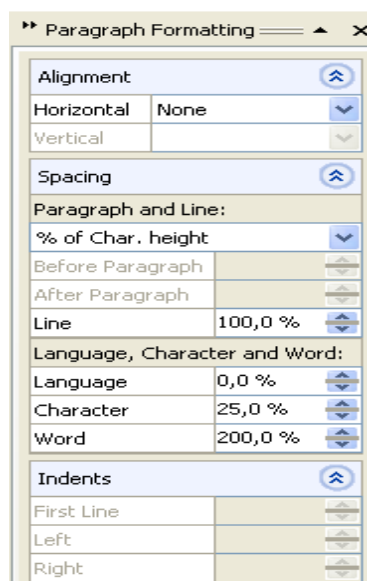 Paragraph Formatting
Alignment
Horizontal None
Vertical
Spacing
Paragraph and Line:
% of Char. height
Before Paragraph
After Paragraph
Line 100,0 %
Language, Character and Word:
Language 0,0 %
Character 25,0 %
Word 200,0 %
Indents
First Line
Left
Right